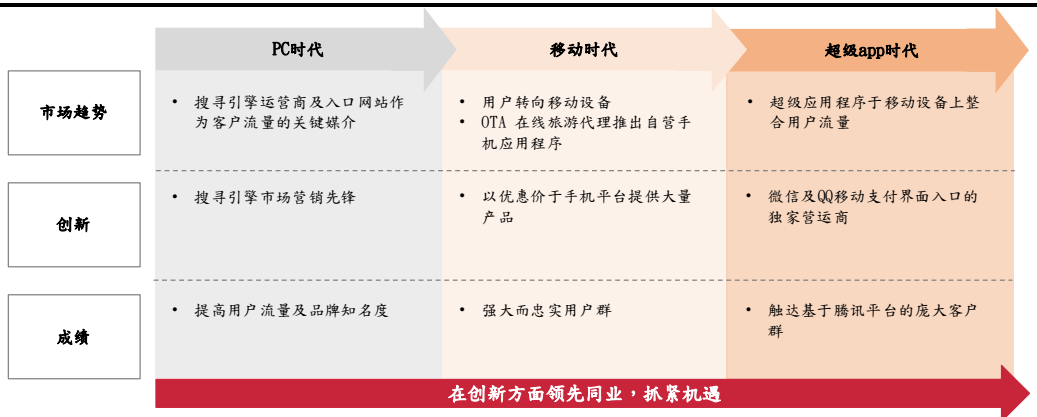 PC时代
移动时代
超级app时代
市场趋势
• 搜寻引擎运营商及入口网站作
为客户流量的关键媒介
• 用户转向移动设备
• OTA 在线旅游代理推出自营手
机应用程序
• 超级应用程序于移动设备上整
合用户流量
创新
• 搜寻引擎市场营销先锋
• 以优惠价于手机平台提供大量
产品
• 微信及QQ移动支付界面入口的
独家营运商
成绩
• 提高用户流量及品牌知名度
• 强大而忠实用户群
• 触达基于腾讯平台的庞大客户
群
在创新方面领先同业，抓紧机遇